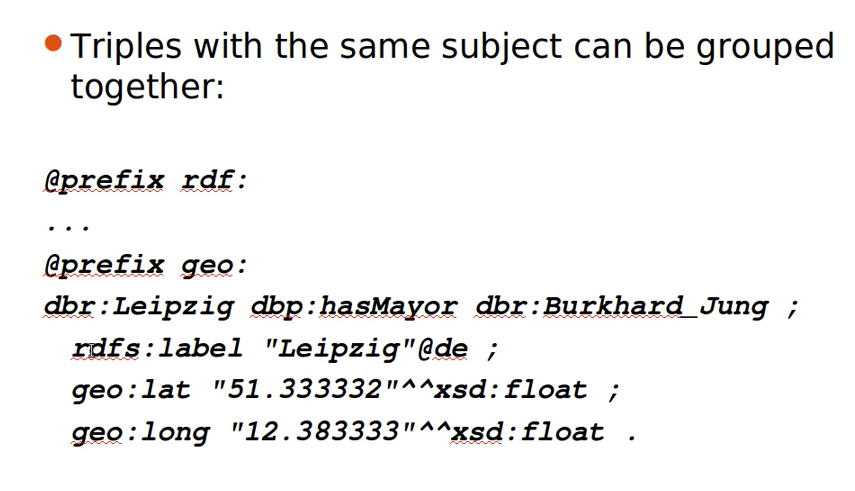 Triples with the same subject can be grouped
together:
@prefix rdf:
...
@prefix geo:
dbr:Leipzig dbp:hasMayor dbr:Burkhard_Jung ;
rdfs:label "Leipzig"@de ;
geo:lat "51.333332"^^xsd:float ;
geo:long "12.383333"^^xsd:float .